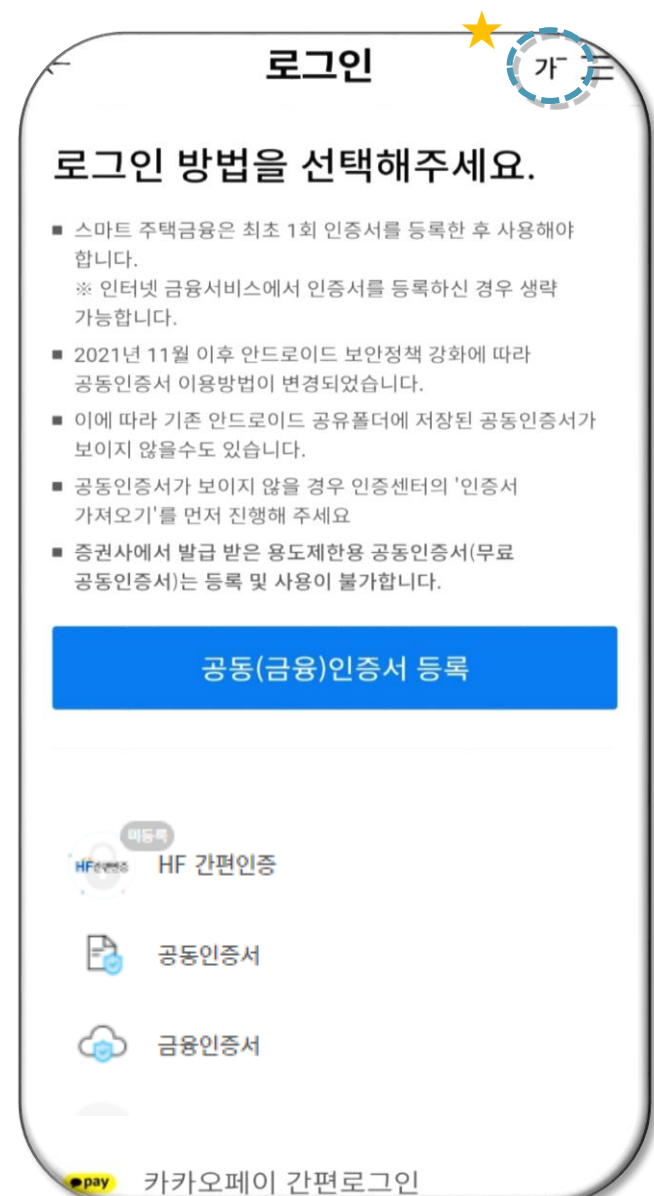 로그인
가-
로그인 방법을 선택해주세요.
■ 스마트 주택금융은 최초 1회 인증서를 등록한 후 사용해야
합니다.
※ 인터넷 금융서비스에서 인증서를 등록하신 경우 생략
가능합니다.
■ 2021년 11월 이후 안드로이드 보안정책 강화에 따라
공동인증서 이용방법이 변경되었습니다.
■ 이에 따라 기존 안드로이드 공유폴더에 저장된 공동인증서가
보이지 않을수도 있습니다.
■ 공동인증서가 보이지 않을 경우 인증센터의 '인증서
가져오기'를 먼저 진행해 주세요
■ 증권사에서 발급 받은 용도제한용 공동인증서(무료
공동인증서)는 등록 및 사용이 불가합니다.
공동(금융)인증서 등록
미등록
HF간편인증
HF 간편인증
공동인증서
금융인증서
pay 카카오페이 간편로그인